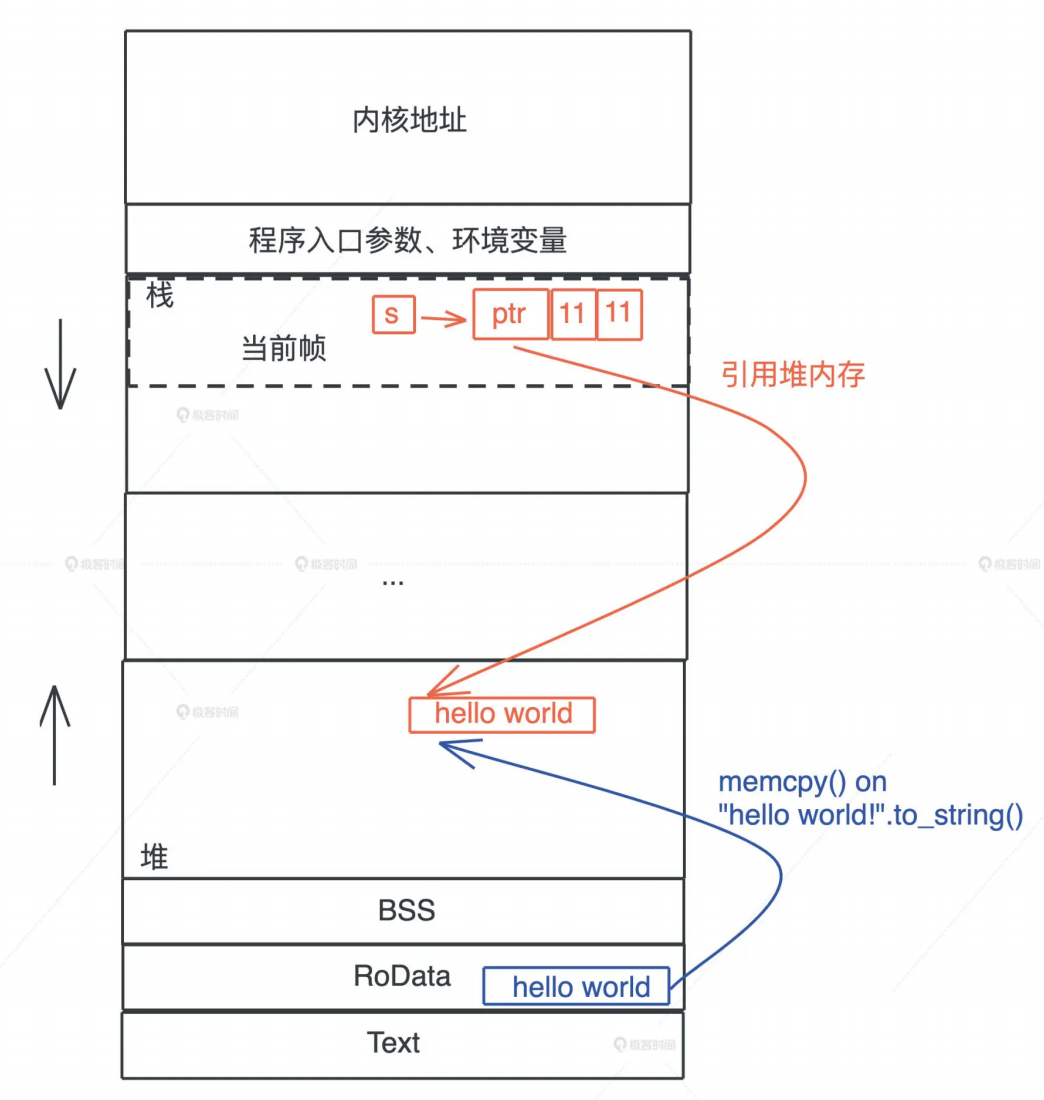 内核地址
程序入口参数、环境变量
栈
s
ptr
11
11
当前帧
引用堆内存
极客时间
极客时间
极客时间
...
极客时间
极客时间
hello world
memcpy() on
"hello world!".to_string()
堆
BSS
RoData
hello world
Text
极客时间